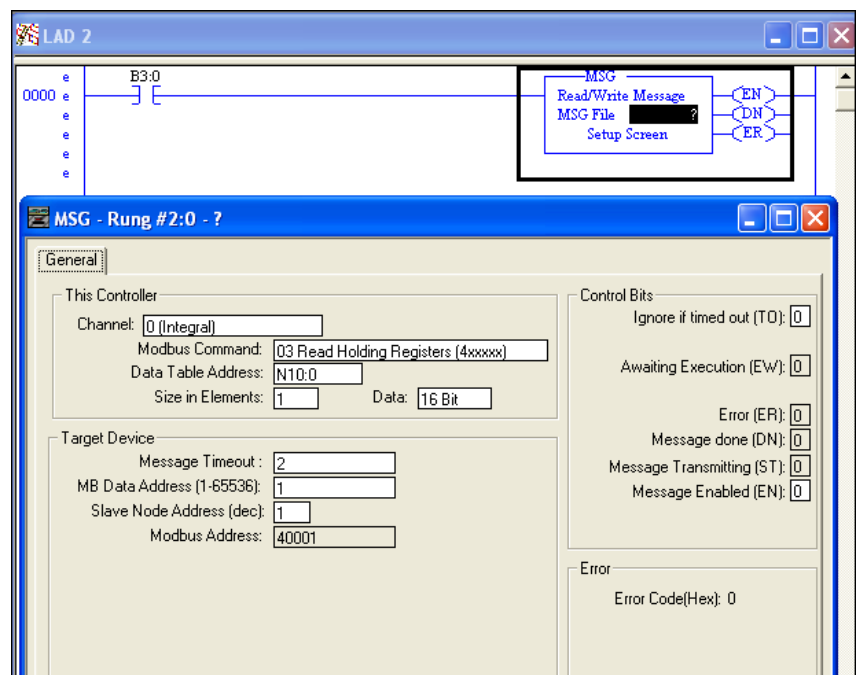 LAD 2
e
B3:0
0000 e
e
e
e
e
MSG
Read/Write Message
MSG File ?
Setup Screen
EN
DN
ER
MSG - Rung #2:0 - ?
General
This Controller
Channel: 0 (Integral)
Modbus Command: 03 Read Holding Registers (4xxxxx)
Data Table Address: N10:0
Size in Elements: 1 Data: 16 Bit
Target Device
Message Timeout : 2
MB Data Address (1-65536): 1
Slave Node Address (dec): 1
Modbus Address: 40001
Control Bits
Ignore if timed out (TO): 0
Awaiting Execution (EW): 0
Error (ER): 0
Message done (DN): 0
Message Transmitting (ST): 0
Message Enabled (EN): 0
Error
Error Code(Hex): 0